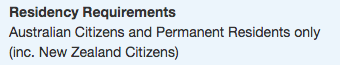 Residency Requirements
Australian Citizens and Permanent Residents only
(inc. New Zealand Citizens)